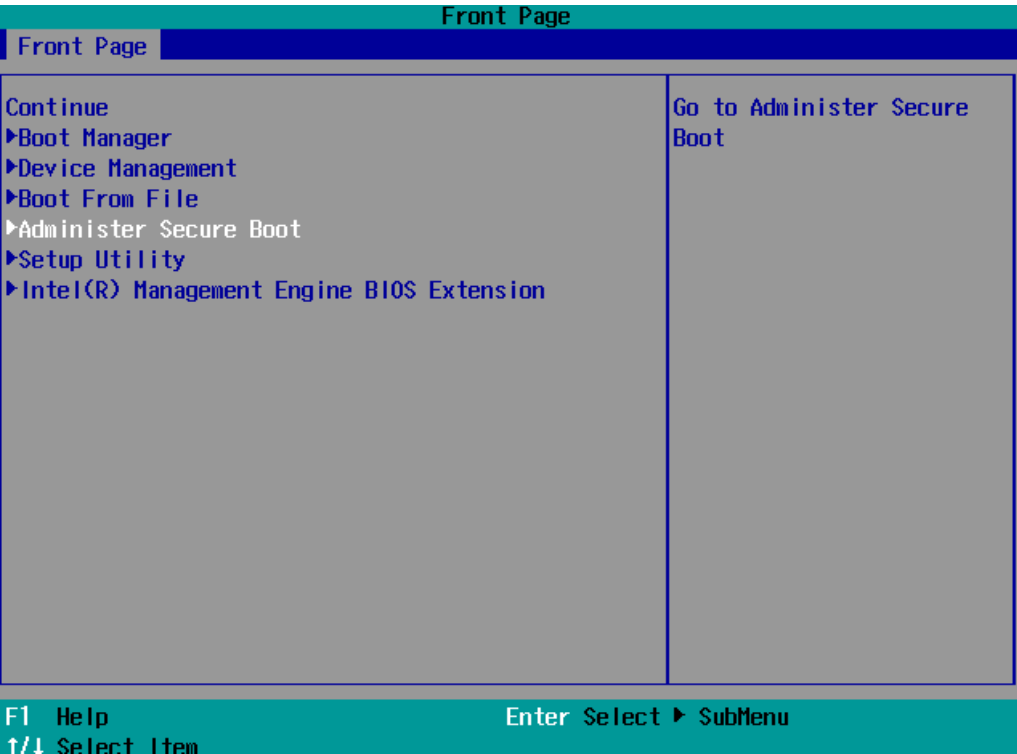 Front Page
Front Page
Continue
▶Boot Manager
▶Device Management
▶Boot From File
▶Administer Secure Boot
▶Setup Utility
▶Intel(R) Management Engine BIOS Extension
Go to Administer Secure
Boot
F1 Help
Enter Select ▶ SubMenu
↑/↓ Select Item